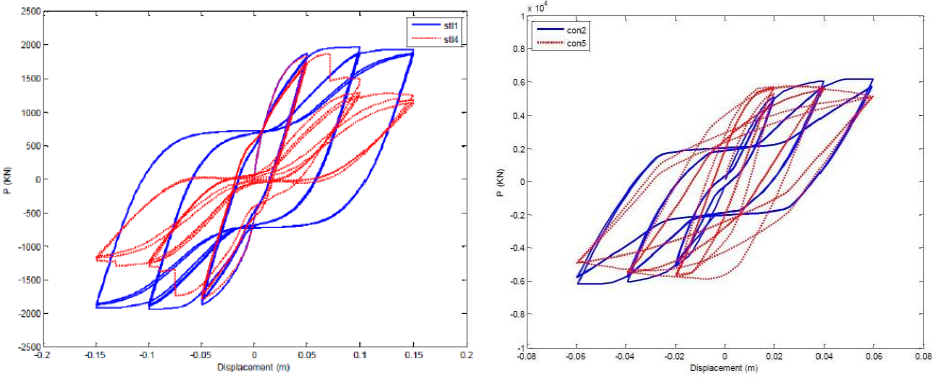 2500
2000
1500
1000
500
0
-500
-1000
-1500
-2000
-2500
P (KN)
-0.2 -0.15 -0.1 -0.05 0 0.05 0.1 0.15 0.2
Displacement (m)
stl1
stl4
x 10⁴
1
0.8
0.6
0.4
0.2
0
-0.2
-0.4
-0.6
-0.8
-1
P (KN)
-0.08 -0.06 -0.04 -0.02 0 0.02 0.04 0.06 0.08
Displacement (m)
con2
con5